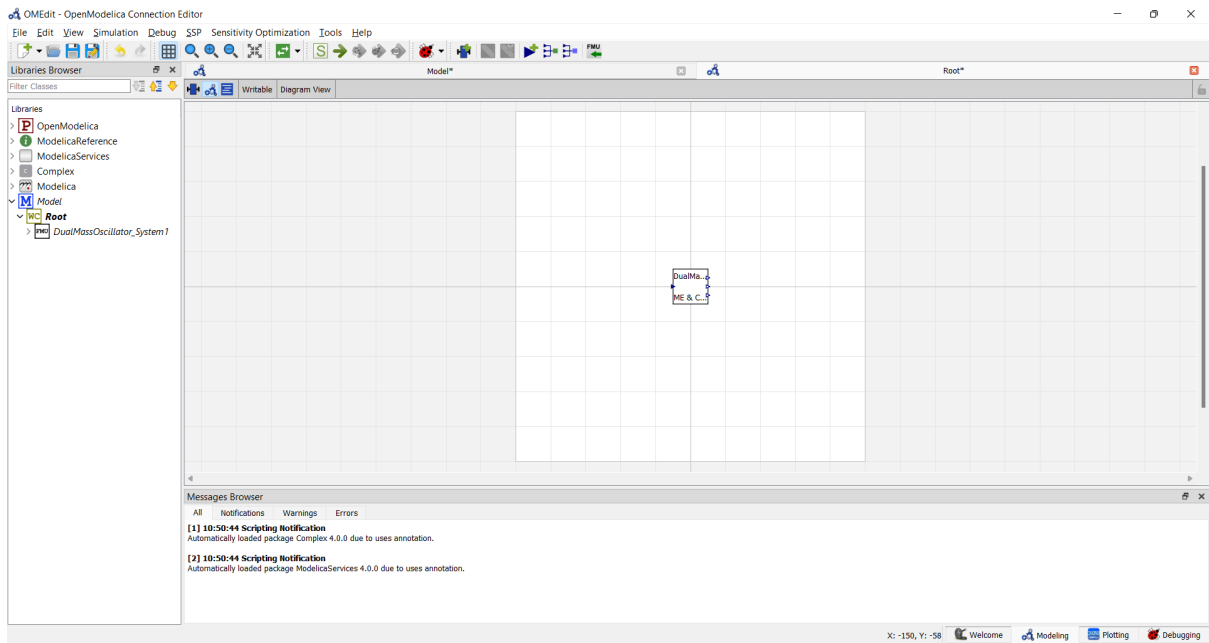 OMEdit - OpenModelica Connection Editor
File Edit View Simulation Debug SSP Sensitivity Optimization Tools Help
S
FMU
Libraries Browser
Model*
Root*
Filter Classes
Writable Diagram View
Libraries
P OpenModelica
i ModelicaReference
ModelicaServices
C Complex
Modelica
M Model
WC Root
FMU DualMassOscillator_System1
DualMa...
ME & C...
Messages Browser
All Notifications Warnings Errors
[1] 10:50:44 Scripting Notification
Automatically loaded package Complex 4.0.0 due to uses annotation.
[2] 10:50:44 Scripting Notification
Automatically loaded package ModelicaServices 4.0.0 due to uses annotation.
X: -150, Y: -58 Welcome Modeling Plotting Debugging